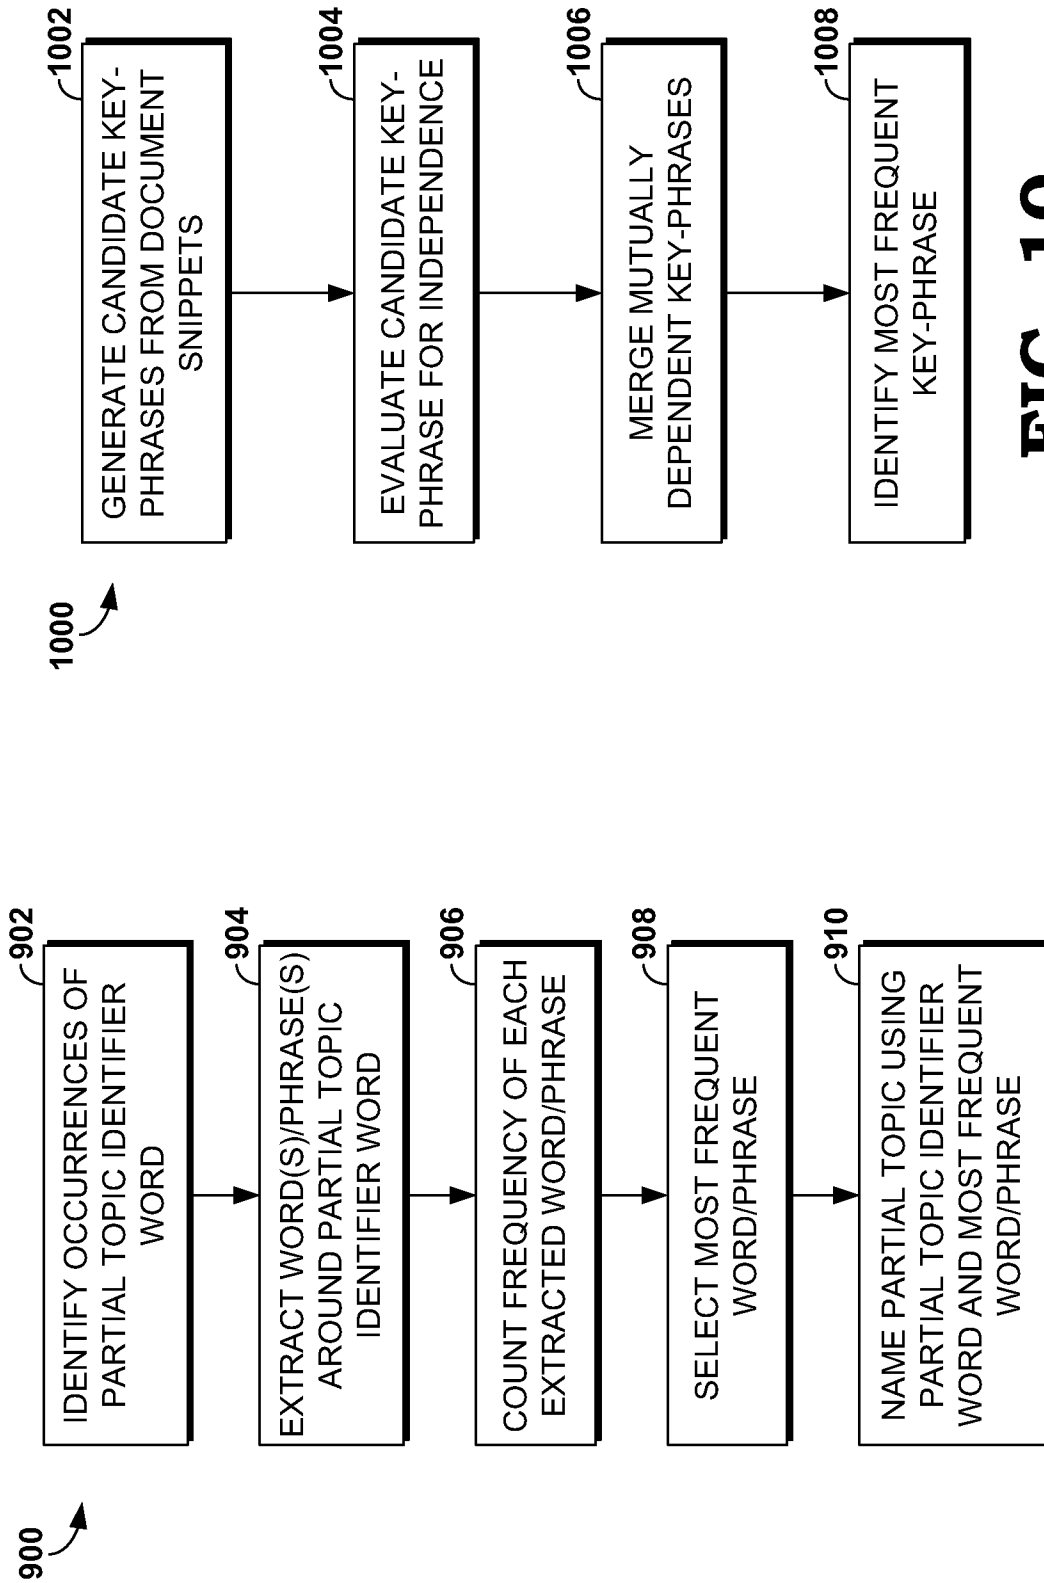 900
902
IDENTIFY OCCURRENCES OF
PARTIAL TOPIC IDENTIFIER
WORD
904
EXTRACT WORD(S)/PHRASE(S)
AROUND PARTIAL TOPIC
IDENTIFIER WORD
906
COUNT FREQUENCY OF EACH
EXTRACTED WORD/PHRASE
908
SELECT MOST FREQUENT
WORD/PHRASE
910
NAME PARTIAL TOPIC USING
PARTIAL TOPIC IDENTIFIER
WORD AND MOST FREQUENT
WORD/PHRASE
1000
1002
GENERATE CANDIDATE KEY-
PHRASES FROM DOCUMENT
SNIPPETS
1004
EVALUATE CANDIDATE KEY-
PHRASE FOR INDEPENDENCE
1006
MERGE MUTUALLY
DEPENDENT KEY-PHRASES
1008
IDENTIFY MOST FREQUENT
KEY-PHRASE